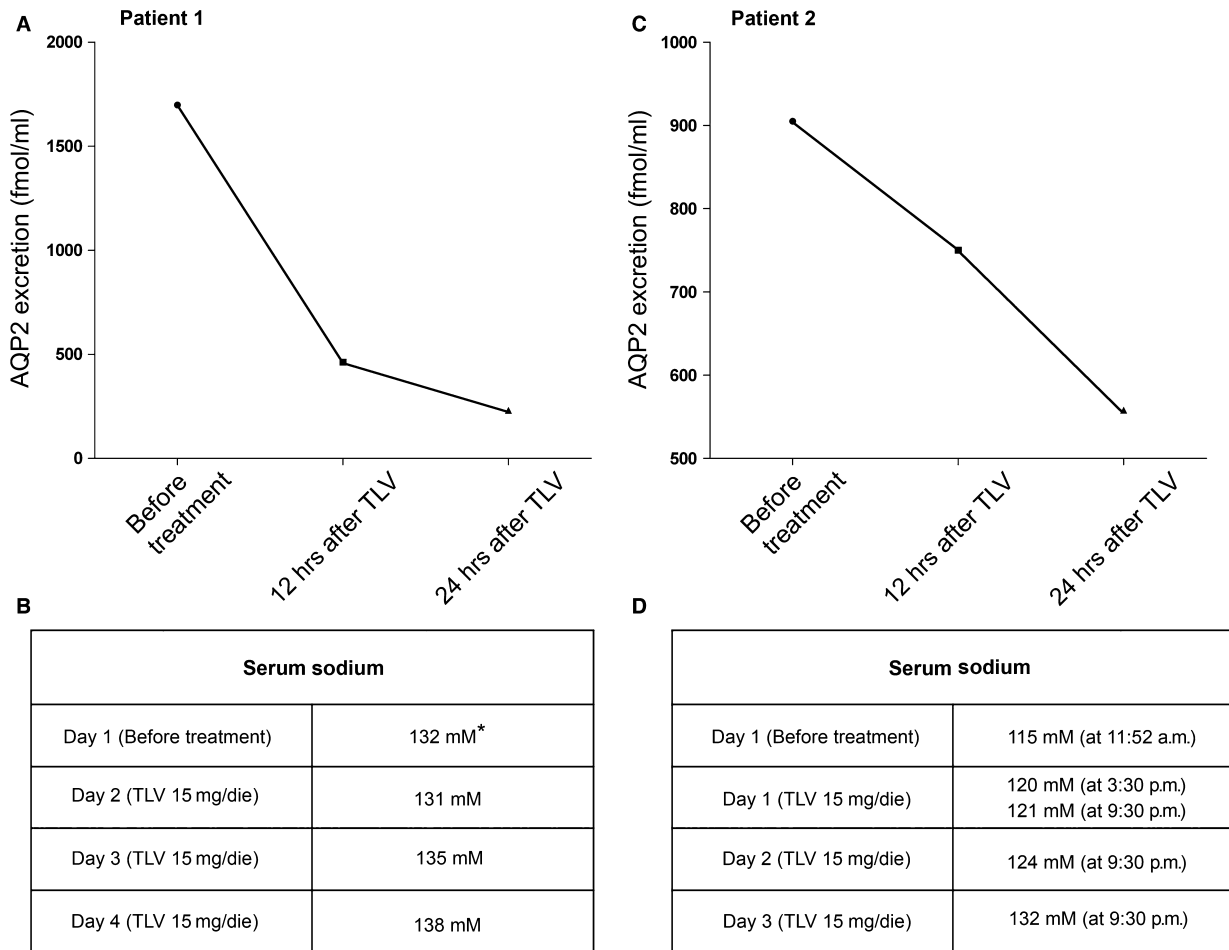 A
Patient 1
AQP2 excretion (fmol/ml)
2000
1500
1000
500
0
Before
treatment
12 hrs after TLV
24 hrs after TLV
C
Patient 2
AQP2 excretion (fmol/ml)
1000
900
800
700
600
500
Before
treatment
12 hrs after TLV
24 hrs after TLV
B
Serum sodium
Day 1 (Before treatment) 132 mM*
Day 2 (TLV 15 mg/die) 131 mM
Day 3 (TLV 15 mg/die) 135 mM
Day 4 (TLV 15 mg/die) 138 mM
D
Serum sodium
Day 1 (Before treatment) 115 mM (at 11:52 a.m.)
Day 1 (TLV 15 mg/die) 120 mM (at 3:30 p.m.)
121 mM (at 9:30 p.m.)
Day 2 (TLV 15 mg/die) 124 mM (at 9:30 p.m.)
Day 3 (TLV 15 mg/die) 132 mM (at 9:30 p.m.)